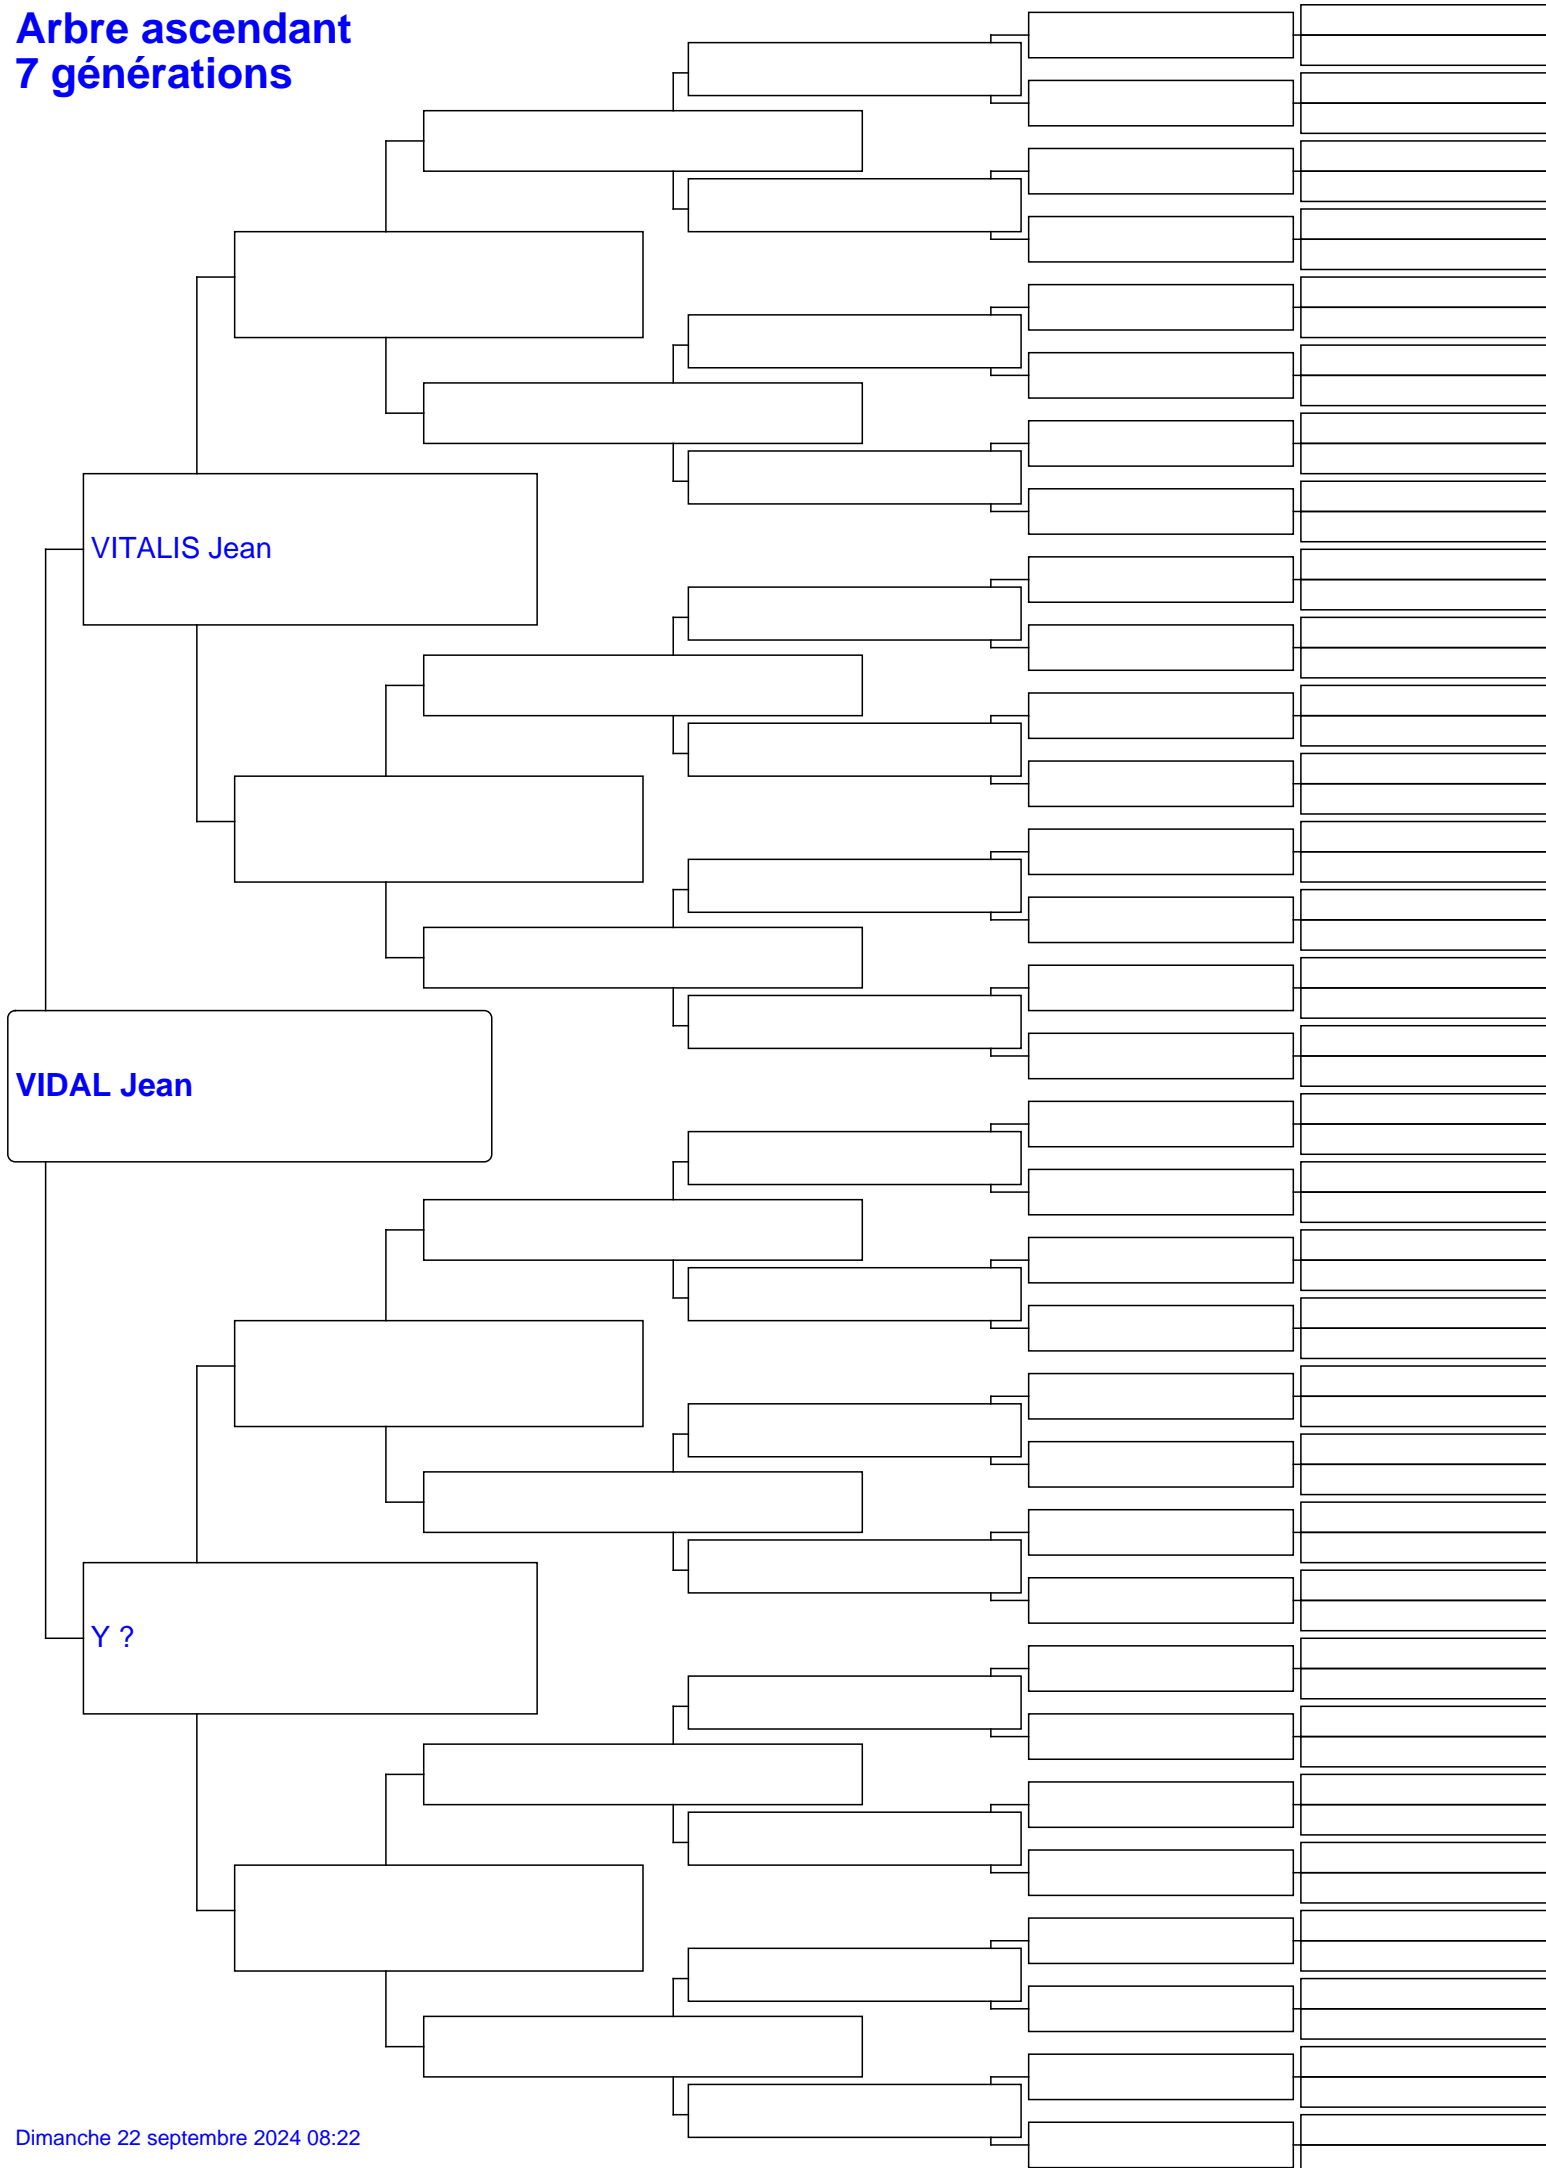 Arbre ascendant
7 générations
VITALIS Jean
VIDAL Jean
Y ?
Dimanche 22 septembre 2024 08:22